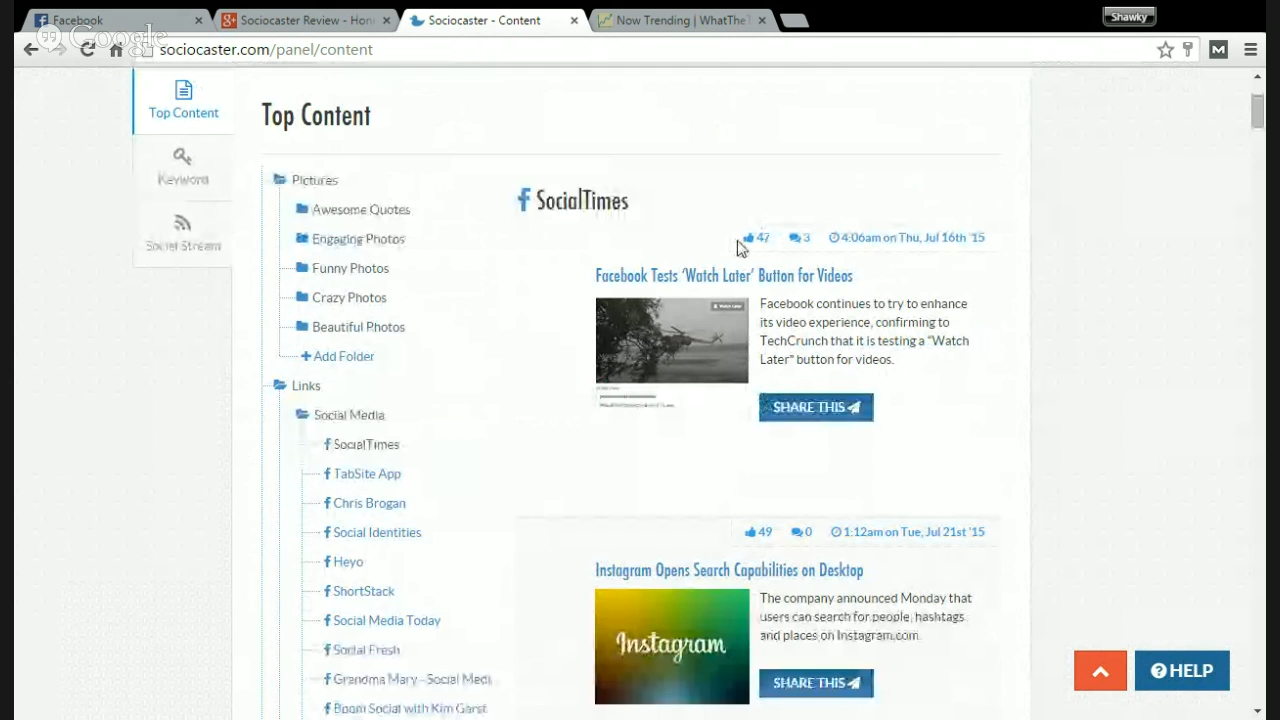 Facebook
Sociocaster Review - Hon
Sociocaster - Content
Now Trending | WhatTheT
Shawky
Google
sociocaster.com/panel/content
Top Content
Keyword
Social Stream
Top Content
Pictures
Awesome Quotes
Engaging Photos
Funny Photos
Crazy Photos
Beautiful Photos
Add Folder
Links
Social Media
SocialTimes
TabSite App
Chris Brogan
Social Identities
Heyo
ShortStack
Social Media Today
Social Fresh
Grandma Mary - Social Medi
Boom Social with Kim Garst
SocialTimes
47 3 4:06am on Thu, Jul 16th '15
Facebook Tests 'Watch Later' Button for Videos
Facebook continues to try to enhance
its video experience, confirming to
TechCrunch that it is testing a "Watch
Later" button for videos.
SHARE THIS
49 0 1:12am on Tue, Jul 21st '15
Instagram Opens Search Capabilities on Desktop
Instagram
The company announced Monday that
users can search for people, hashtags
and places on Instagram.com.
SHARE THIS
HELP